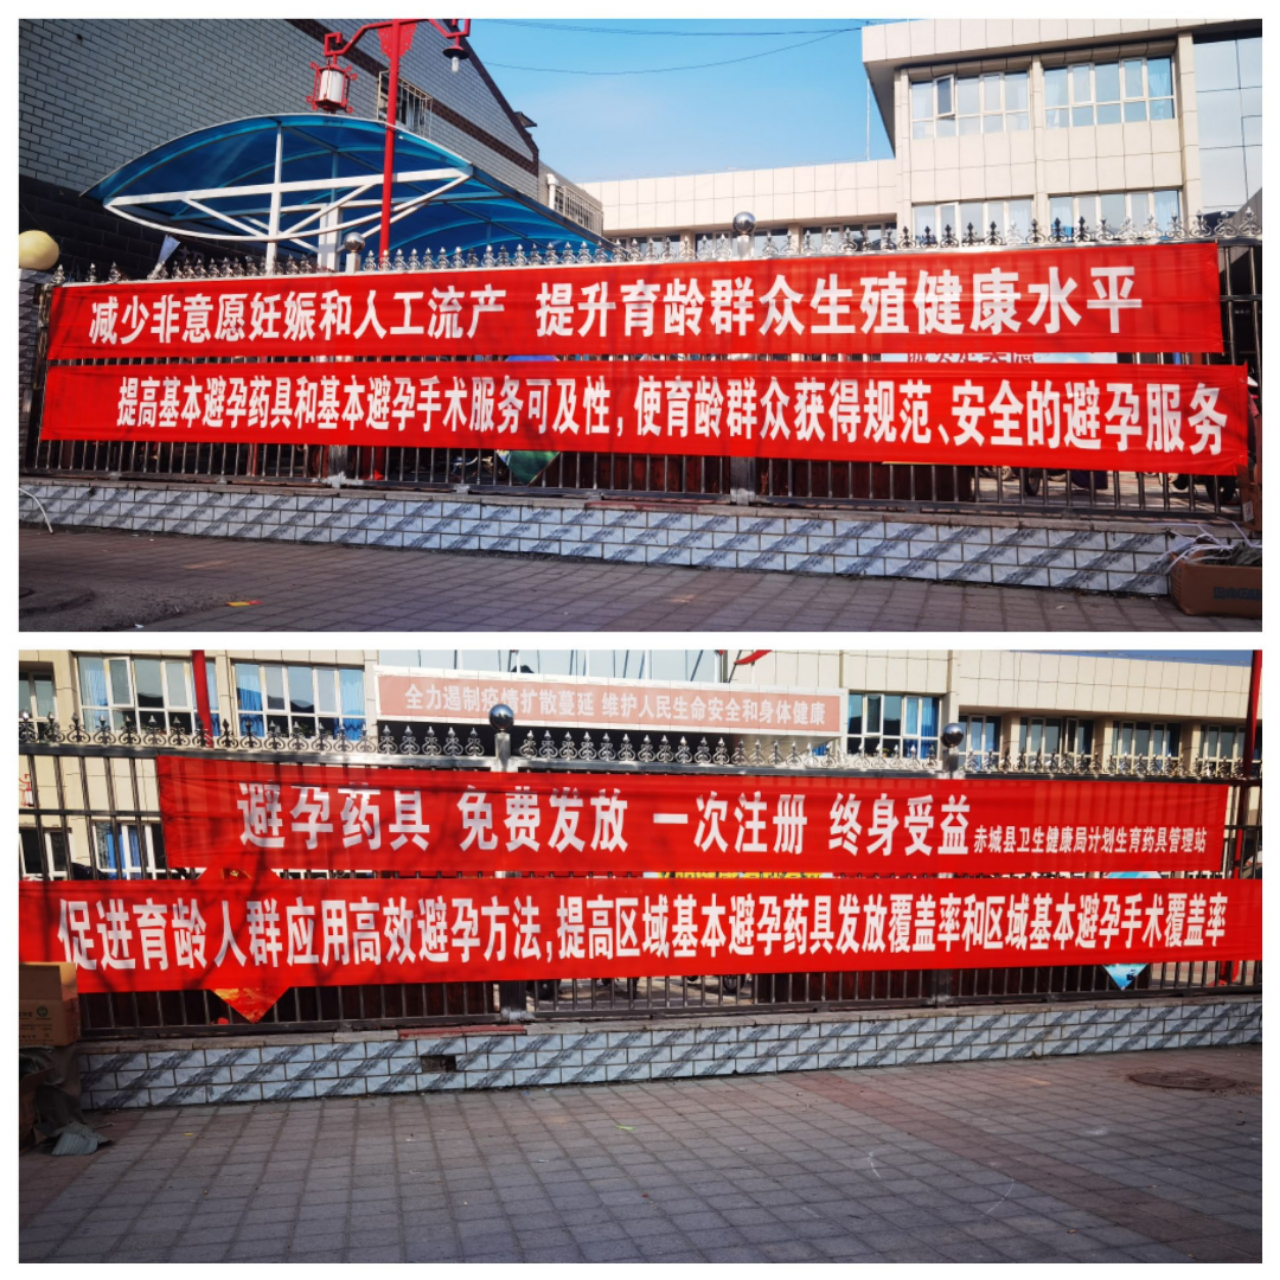 减少非意愿妊娠和人工流产 提升育龄群众生殖健康水平
提高基本避孕药具和基本避孕手术服务可及性，使育龄群众获得规范、安全的避孕服务
全力遏制疫情扩散蔓延 维护人民生命安全和身体健康
避孕药具 免费发放 一次注册 终身受益 赤城县卫生健康局计划生育药具管理站
促进育龄人群应用高效避孕方法，提高区域基本避孕药具发放覆盖率和区域基本避孕手术覆盖率